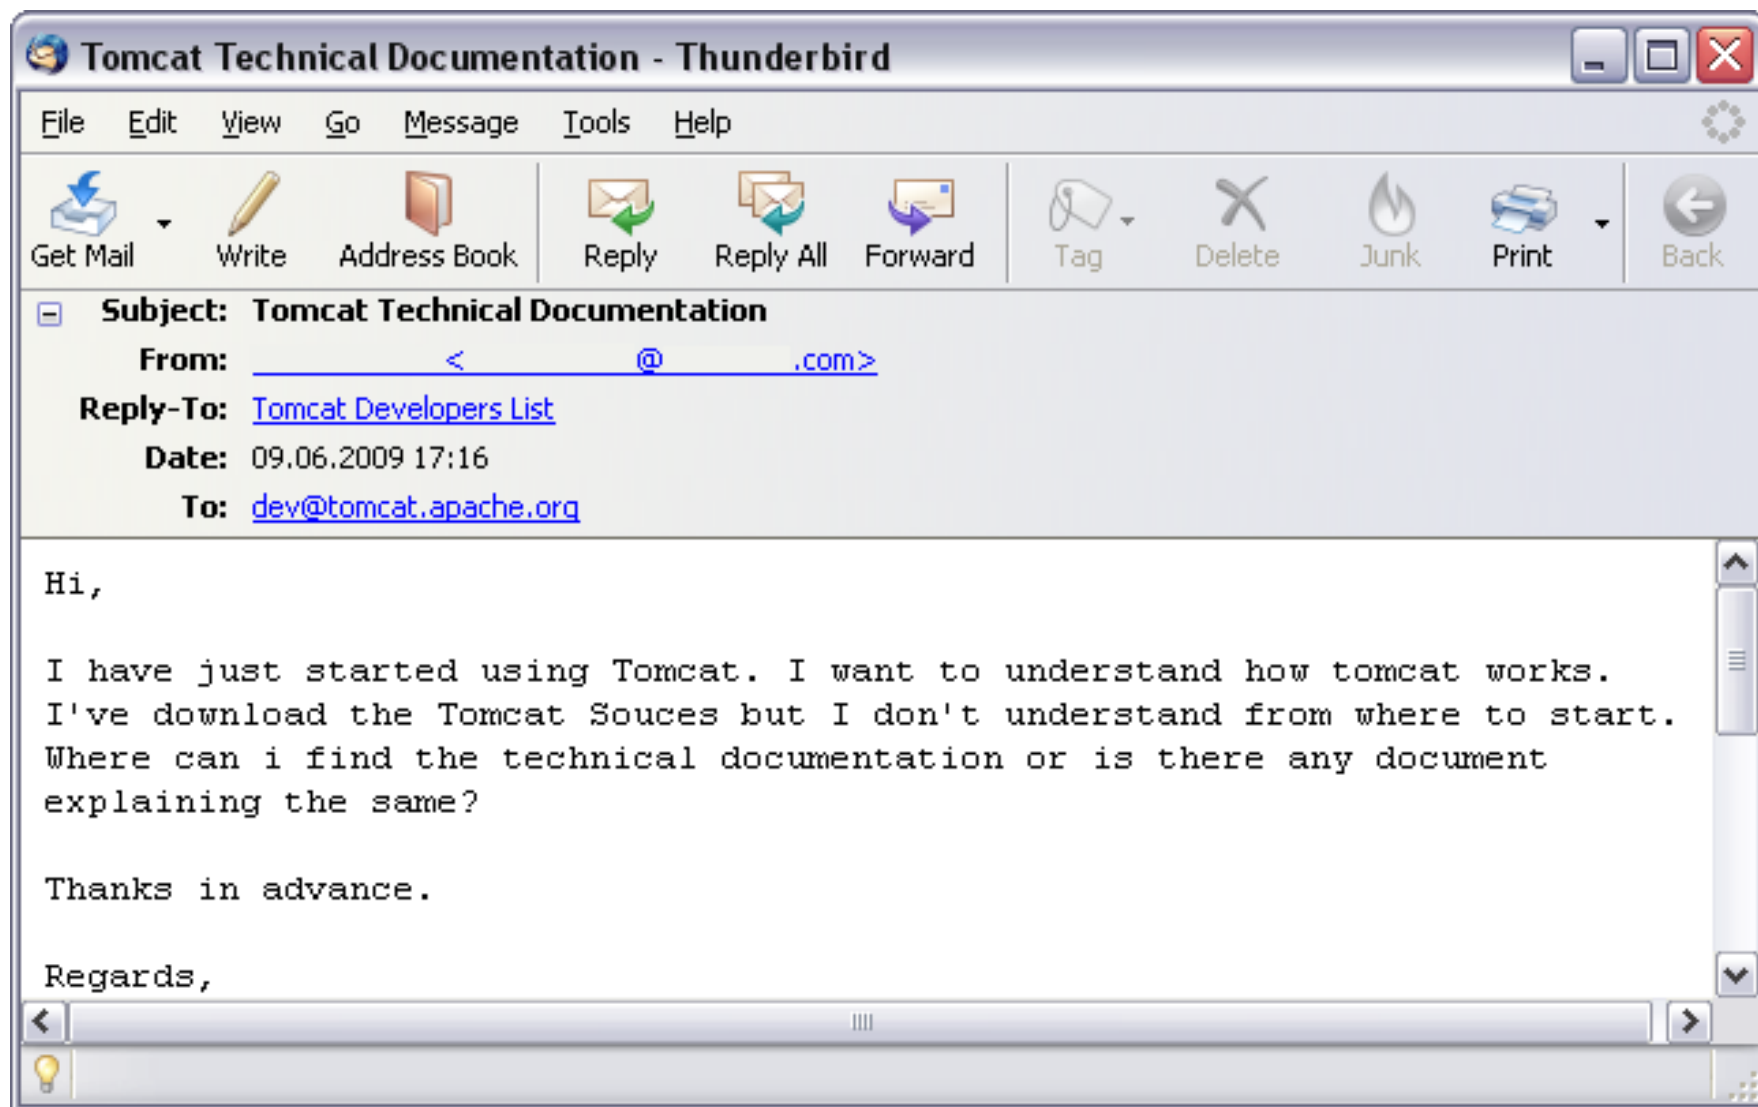 Tomcat Technical Documentation - Thunderbird
File Edit View Go Message Tools Help
Get Mail Write Address Book Reply Reply All Forward Tag Delete Junk Print Back
Subject: Tomcat Technical Documentation
From: < @ .com>
Reply-To: Tomcat Developers List
Date: 09.06.2009 17:16
To: dev@tomcat.apache.org
Hi,
I have just started using Tomcat. I want to understand how tomcat works.
I've download the Tomcat Souces but I don't understand from where to start.
Where can i find the technical documentation or is there any document
explaining the same?
Thanks in advance.
Regards,